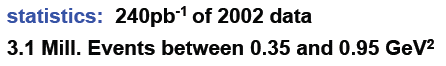 statistics: 240pb⁻¹ of 2002 data
3.1 Mill. Events between 0.35 and 0.95 GeV²